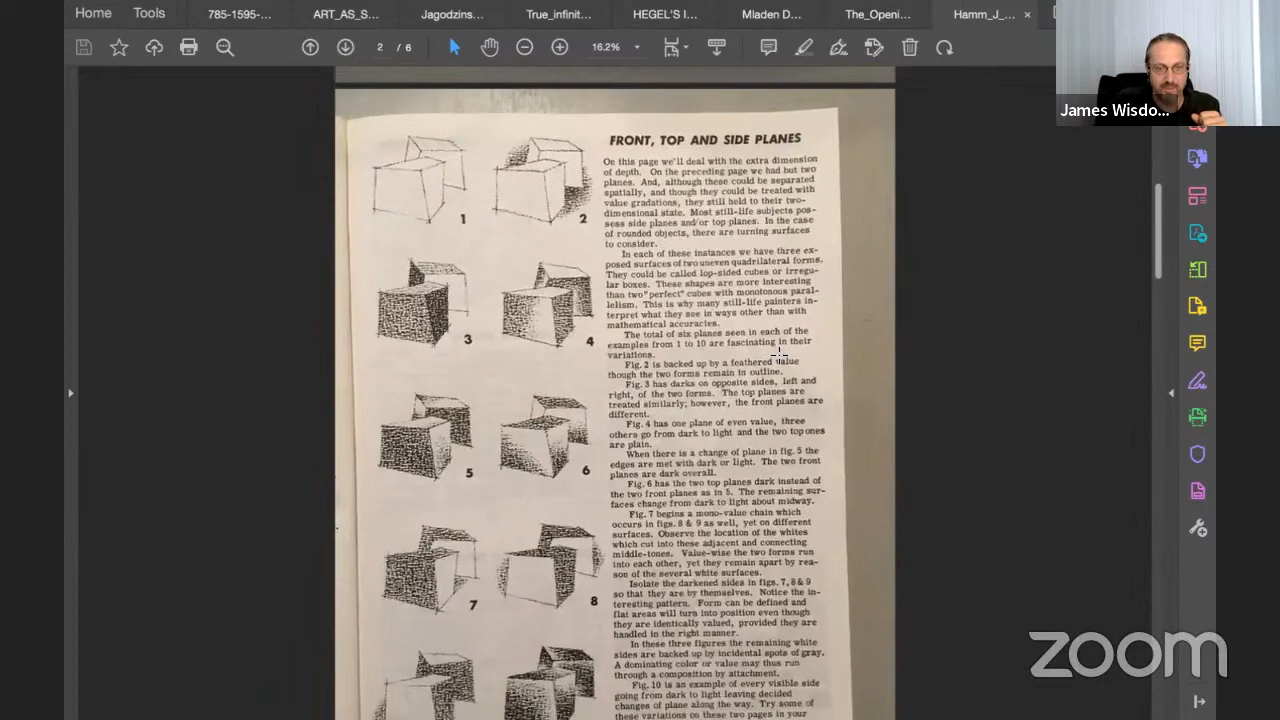 Home Tools 785-1595-... ART_AS_S... Jagodzins... True_infinit... HEGEL'S I... Mladen D... The_Openi... Hamm_J_... ×
2 / 6 16.2%
James Wisdo...
FRONT, TOP AND SIDE PLANES
On this page we'll deal with the extra dimension
of depth. On the preceding page we had but two
planes. And, although these could be separated
spatially, and though they could be treated with
value gradations, they still held to their two-
dimensional state. Most still-life subjects pos-
sess side planes and/or top planes. In the case
of rounded objects, there are turning surfaces
to consider.
In each of these instances we have three ex-
posed surfaces of two uneven quadrilateral forms.
They could be called lop-sided cubes or irregu-
lar boxes. These shapes are more interesting
than two "perfect" cubes with monotonous paral-
lelism. This is why many still-life painters in-
terpret what they see in ways other than with
mathematical accuracies.
The total of six planes seen in each of the
examples from 1 to 10 are fascinating in their
variations.
Fig. 2 is backed up by a feathered value
though the two forms remain in outline.
Fig. 3 has darks on opposite sides, left and
right, of the two forms. The top planes are
treated similarly; however, the front planes are
different.
Fig. 4 has one plane of even value, three
others go from dark to light and the two top ones
are plain.
When there is a change of plane in fig. 5 the
edges are met with dark or light. The two front
planes are dark overall.
Fig. 6 has the two top planes dark instead of
the two front planes as in 5. The remaining sur-
faces change from dark to light about midway.
Fig. 7 begins a mono-value chain which
occurs in figs. 8 & 9 as well, yet on different
surfaces. Observe the location of the whites
which cut into these adjacent and connecting
middle-tones. Value-wise the two forms run
into each other, yet they remain apart by rea-
son of the several white surfaces.
Isolate the darkened sides in figs. 7, 8 & 9
so that they are by themselves. Notice the in-
teresting pattern. Form can be defined and
flat areas will turn into position even though
they are identically valued, provided they are
handled in the right manner.
In these three figures the remaining white
sides are backed up by incidental spots of gray.
A dominating color or value may thus run
through a composition by attachment.
Fig. 10 is an example of every visible side
going from dark to light leaving decided
changes of plane along the way. Try some of
these variations on these two pages in your
1
2
3
4
5
6
7
8
zoom